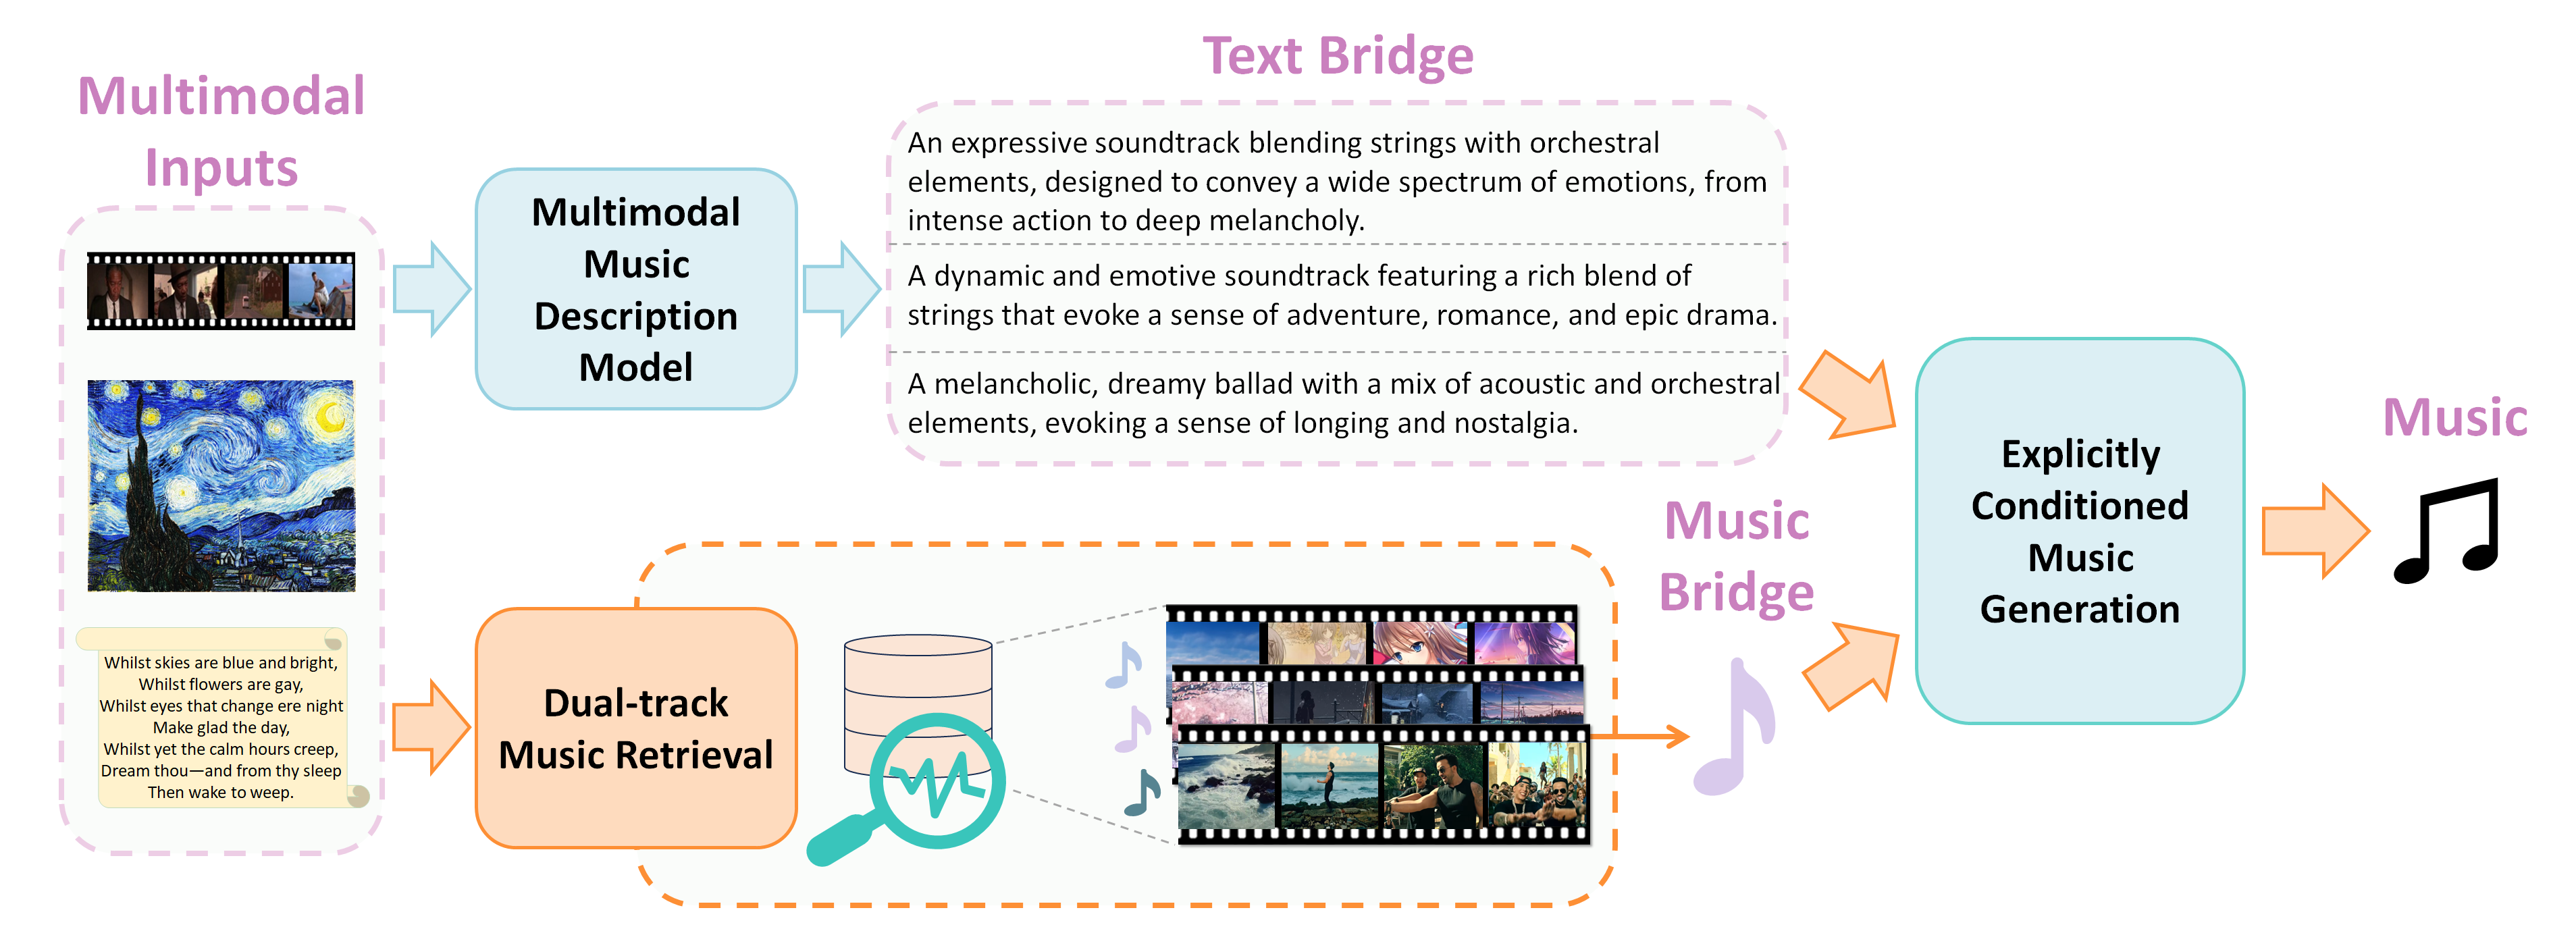 Multimodal
Inputs
Whilst skies are blue and bright,
Whilst flowers are gay,
Whilst eyes that change ere night
Make glad the day,
Whilst yet the calm hours creep,
Dream thou—and from thy sleep
Then wake to weep.
Multimodal
Music
Description
Model
Text Bridge
An expressive soundtrack blending strings with orchestral
elements, designed to convey a wide spectrum of emotions, from
intense action to deep melancholy.
A dynamic and emotive soundtrack featuring a rich blend of
strings that evoke a sense of adventure, romance, and epic drama.
A melancholic, dreamy ballad with a mix of acoustic and orchestral
elements, evoking a sense of longing and nostalgia.
Dual-track
Music Retrieval
Music
Bridge
Explicitly
Conditioned
Music
Generation
Music